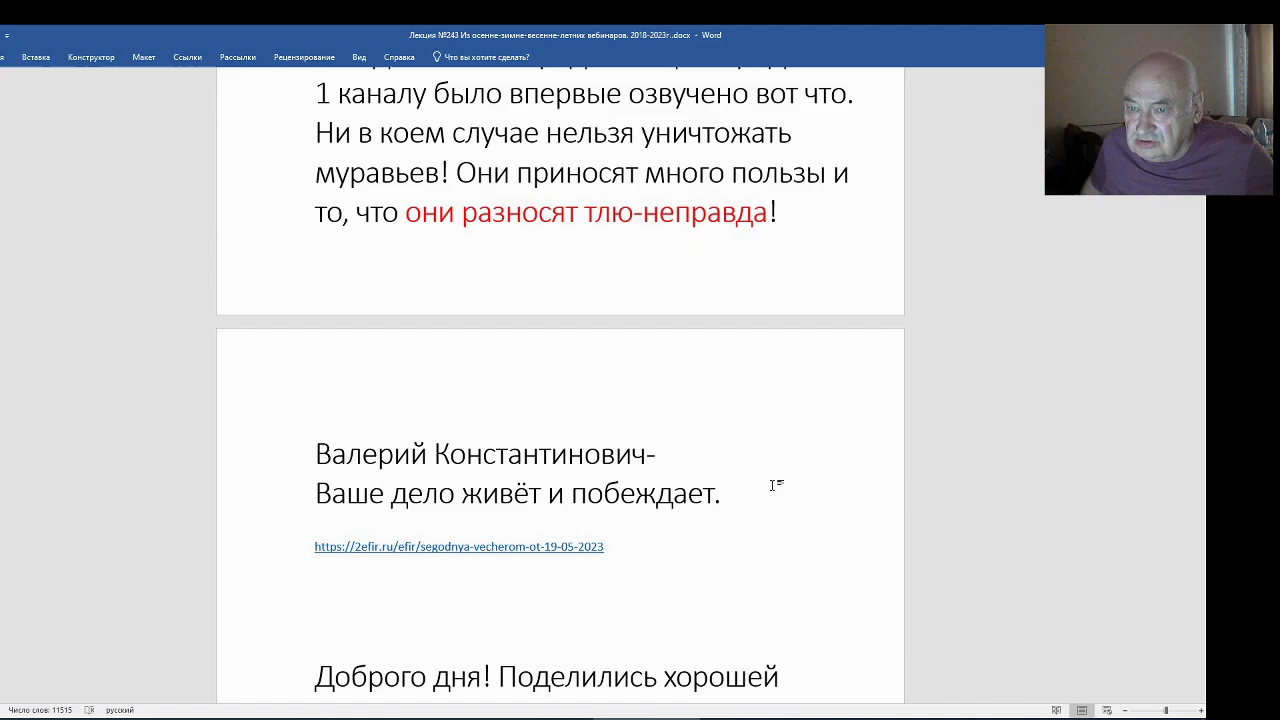 Лекция №243 Из осенне-зимне-весенне-летних вебинаров. 2018-2023г..docx - Word
я Вставка Конструктор Макет Ссылки Рассылки Рецензирование Вид Справка Что вы хотите сделать?
1 каналу было впервые озвучено вот что.
Ни в коем случае нельзя уничтожать
муравьев! Они приносят много пользы и
то, что они разносят тлю-неправда!
Валерий Константинович-
Ваше дело живёт и побеждает.
https://2efir.ru/efir/segodnya-vecherom-ot-19-05-2023
Доброго дня! Поделились хорошей
Число слов: 11515 русский